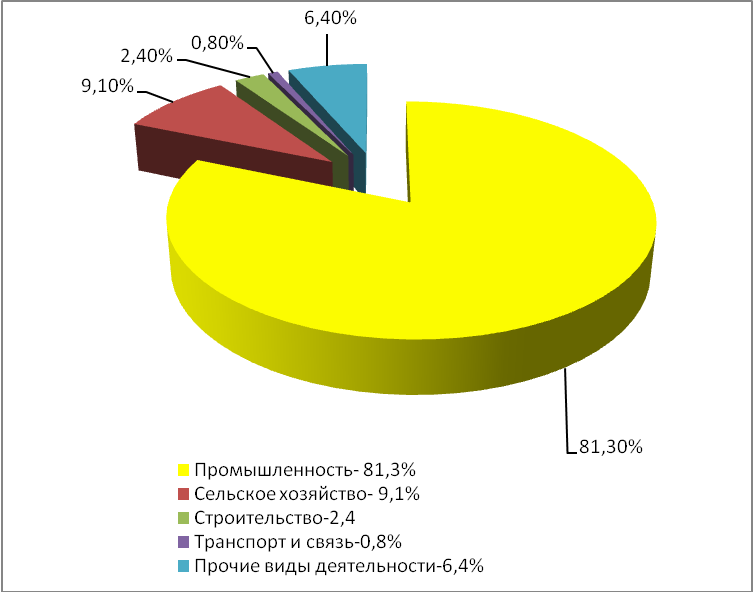 6,40%
0,80%
2,40%
9,10%
81,30%
Промышленность- 81,3%
Сельское хозяйство- 9,1%
Строительство-2,4
Транспорт и связь-0,8%
Прочие виды деятельности-6,4%